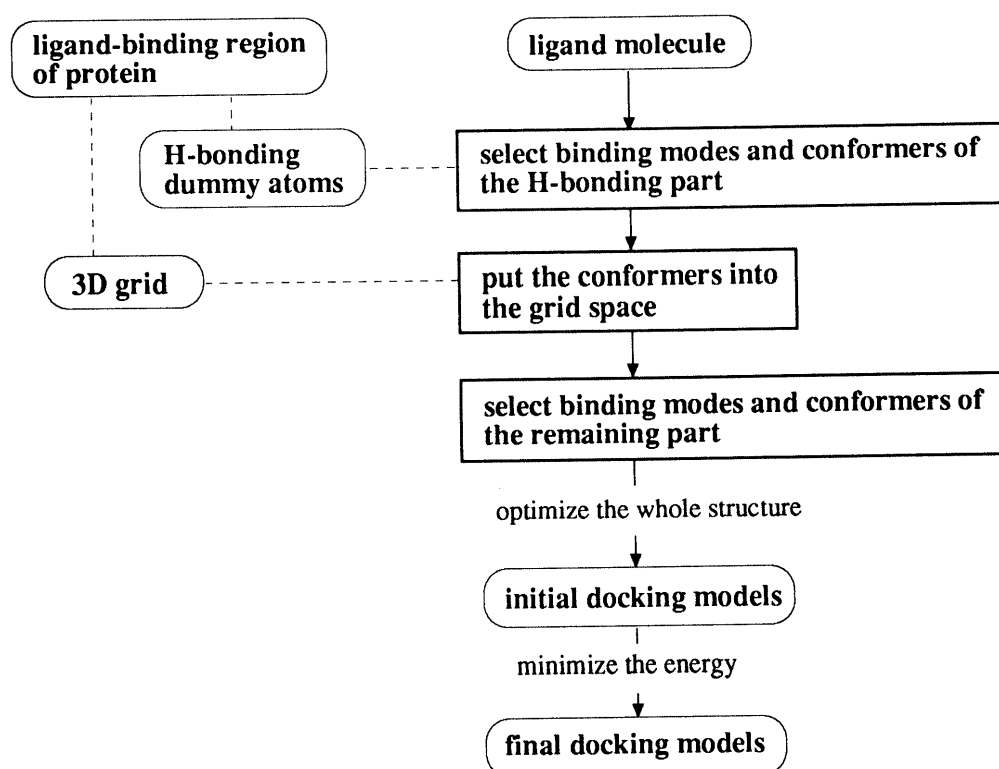 ligand-binding region
of protein
ligand molecule
H-bonding
dummy atoms
select binding modes and conformers of
the H-bonding part
3D grid
put the conformers into
the grid space
select binding modes and conformers of
the remaining part
optimize the whole structure
initial docking models
minimize the energy
final docking models